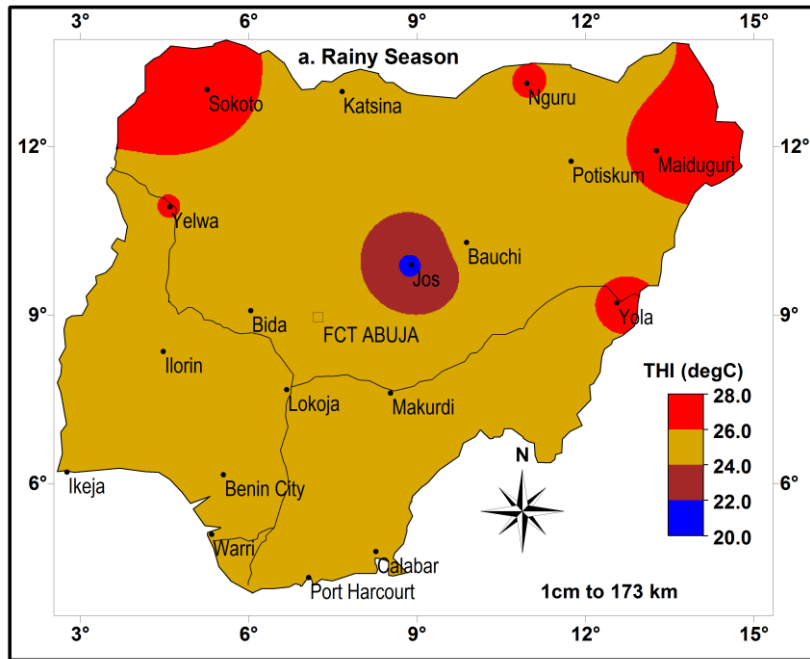 3° 6° 9° 12° 15°
a. Rainy Season
Sokoto
Katsina
Nguru
12° 12°
Potiskum
Maiduguri
Yelwa
Bauchi
Jos
9° 9°
Bida
FCT ABUJA
Yola
Ilorin
Lokoja
Makurdi
THI (degC)
28.0
26.0
24.0
22.0
20.0
N
6° 6°
Ikeja
Benin City
Warri
Calabar
Port Harcourt
1cm to 173 km
3° 6° 9° 12° 15°